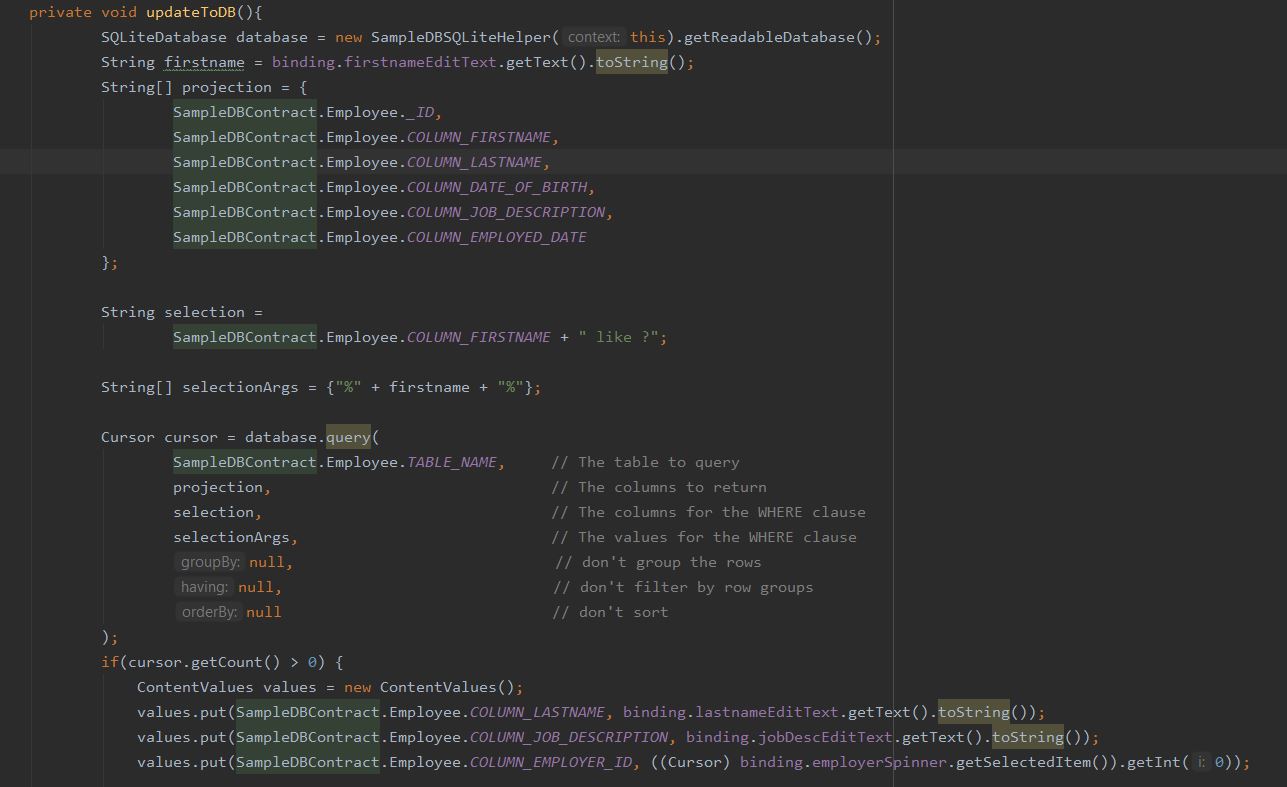 private void updateToDB(){
SQLiteDatabase database = new SampleDBSQLiteHelper( context: this).getReadableDatabase();
String firstname = binding.firstnameEditText.getText().toString();
String[] projection = {
SampleDBContract.Employee._ID,
SampleDBContract.Employee.COLUMN_FIRSTNAME,
SampleDBContract.Employee.COLUMN_LASTNAME,
SampleDBContract.Employee.COLUMN_DATE_OF_BIRTH,
SampleDBContract.Employee.COLUMN_JOB_DESCRIPTION,
SampleDBContract.Employee.COLUMN_EMPLOYED_DATE
};
String selection =
SampleDBContract.Employee.COLUMN_FIRSTNAME + " like ?";
String[] selectionArgs = {"%" + firstname + "%"};
Cursor cursor = database.query(
SampleDBContract.Employee.TABLE_NAME, // The table to query
projection, // The columns to return
selection, // The columns for the WHERE clause
selectionArgs, // The values for the WHERE clause
groupBy: null, // don't group the rows
having: null, // don't filter by row groups
orderBy: null // don't sort
);
if(cursor.getCount() > 0) {
ContentValues values = new ContentValues();
values.put(SampleDBContract.Employee.COLUMN_LASTNAME, binding.lastnameEditText.getText().toString());
values.put(SampleDBContract.Employee.COLUMN_JOB_DESCRIPTION, binding.jobDescEditText.getText().toString());
values.put(SampleDBContract.Employee.COLUMN_EMPLOYER_ID, ((Cursor) binding.employerSpinner.getSelectedItem()).getInt( i: 0));